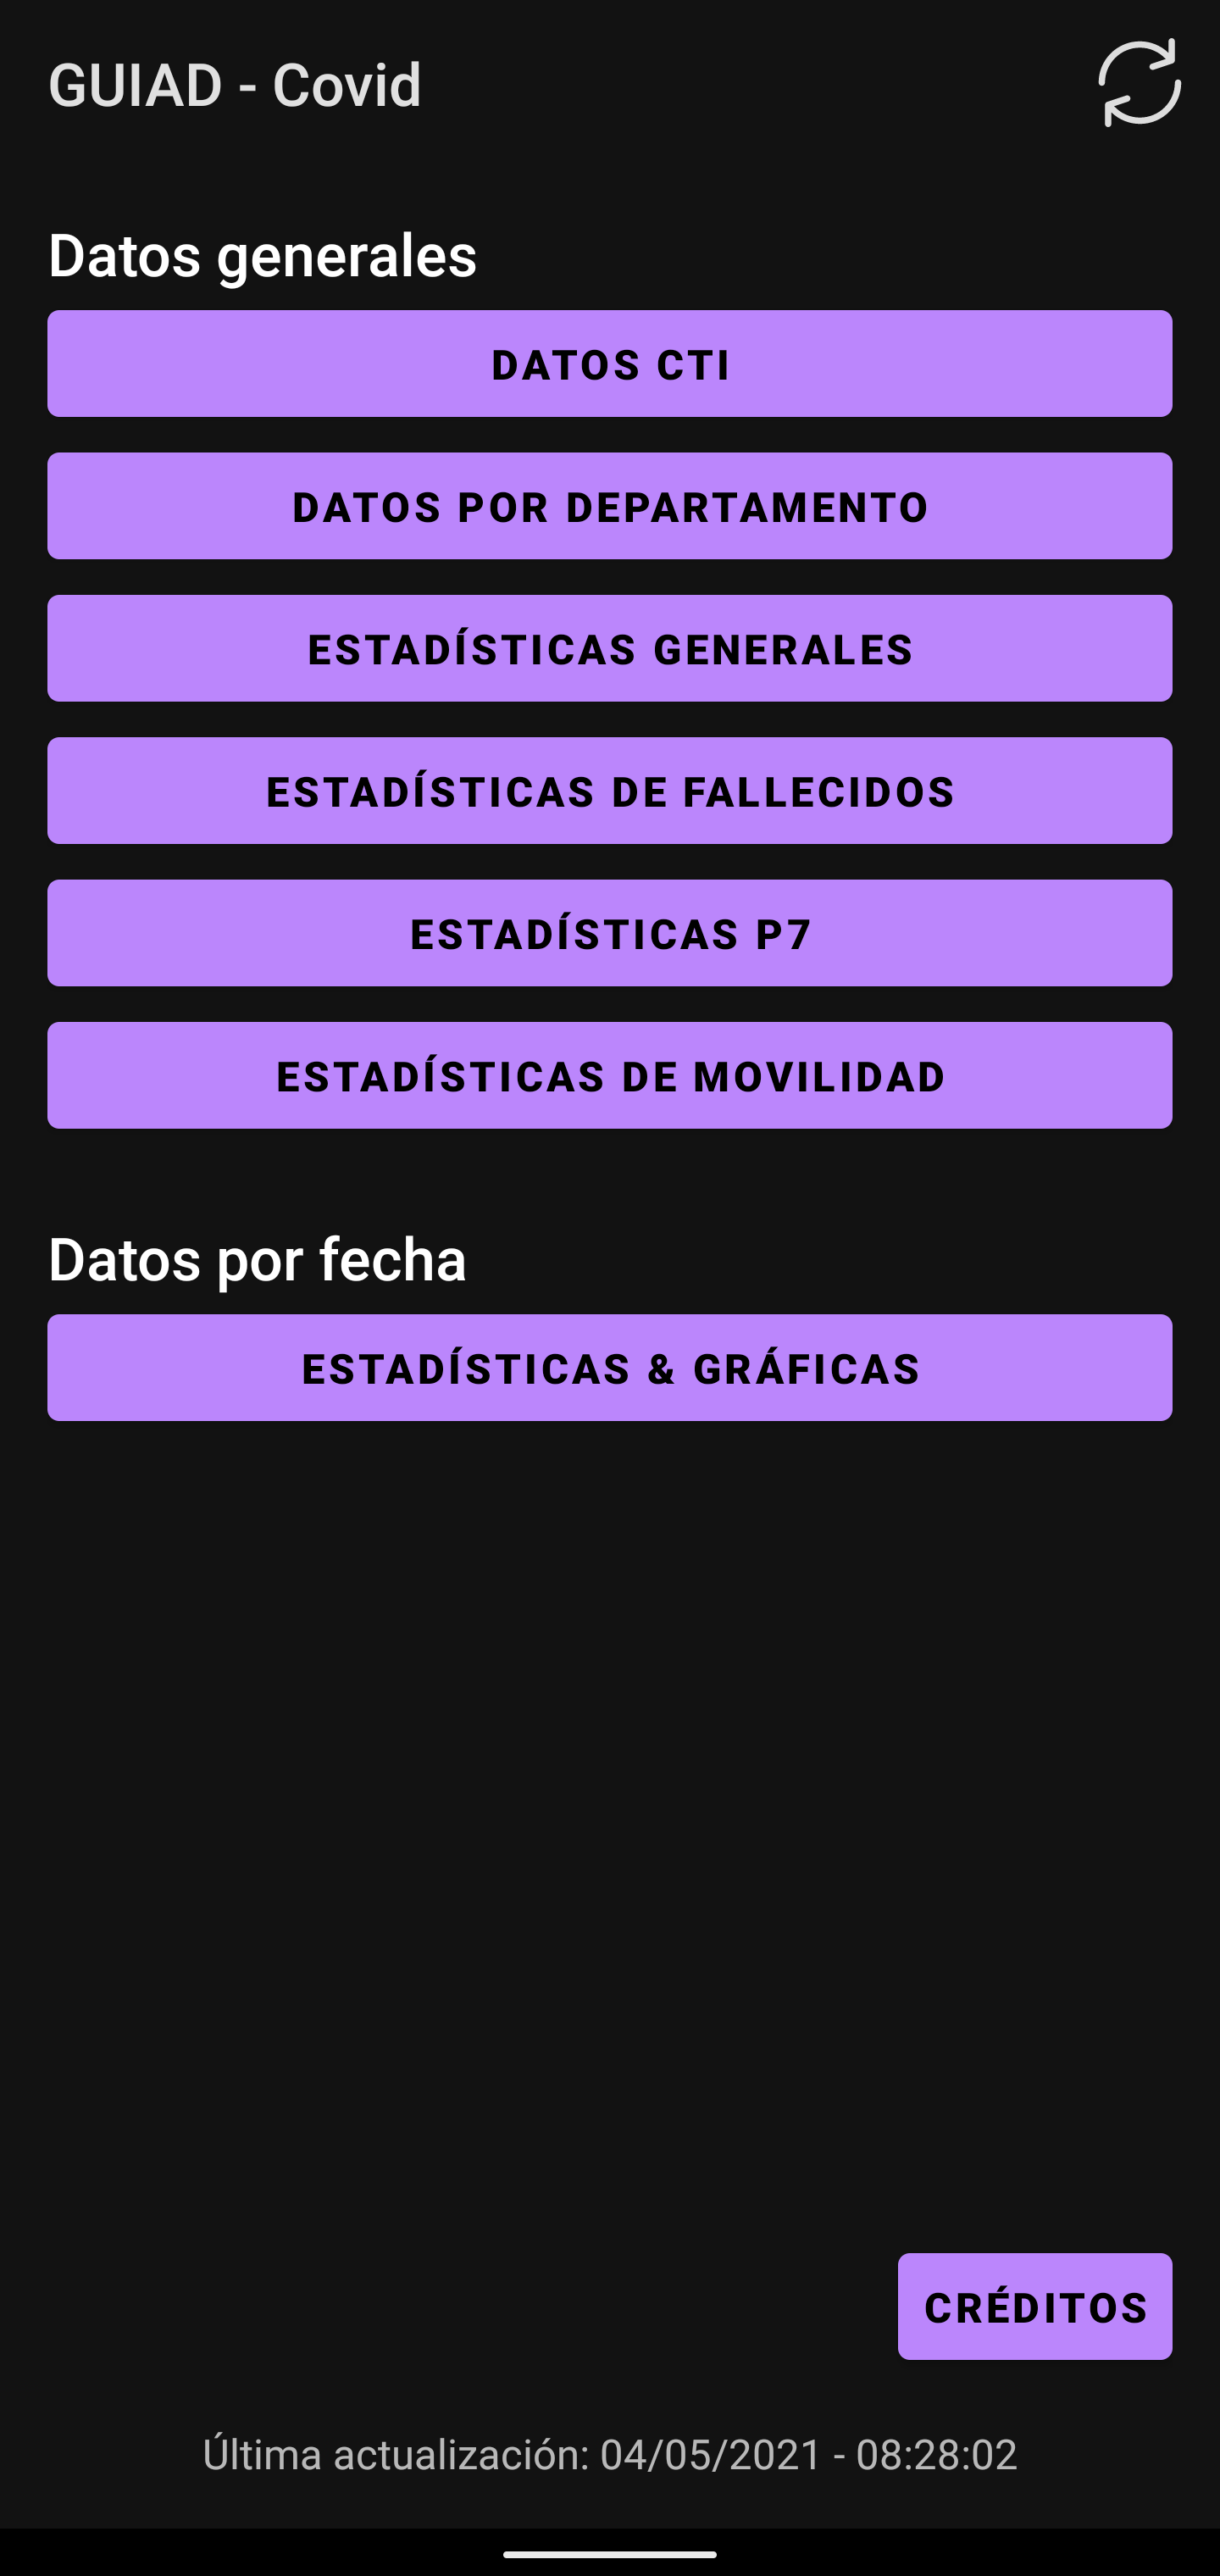 GUIAD - Covid
Datos generales
DATOS CTI
DATOS POR DEPARTAMENTO
ESTADÍSTICAS GENERALES
ESTADÍSTICAS DE FALLECIDOS
ESTADÍSTICAS P7
ESTADÍSTICAS DE MOVILIDAD
Datos por fecha
ESTADÍSTICAS & GRÁFICAS
CRÉDITOS
Última actualización: 04/05/2021 - 08:28:02